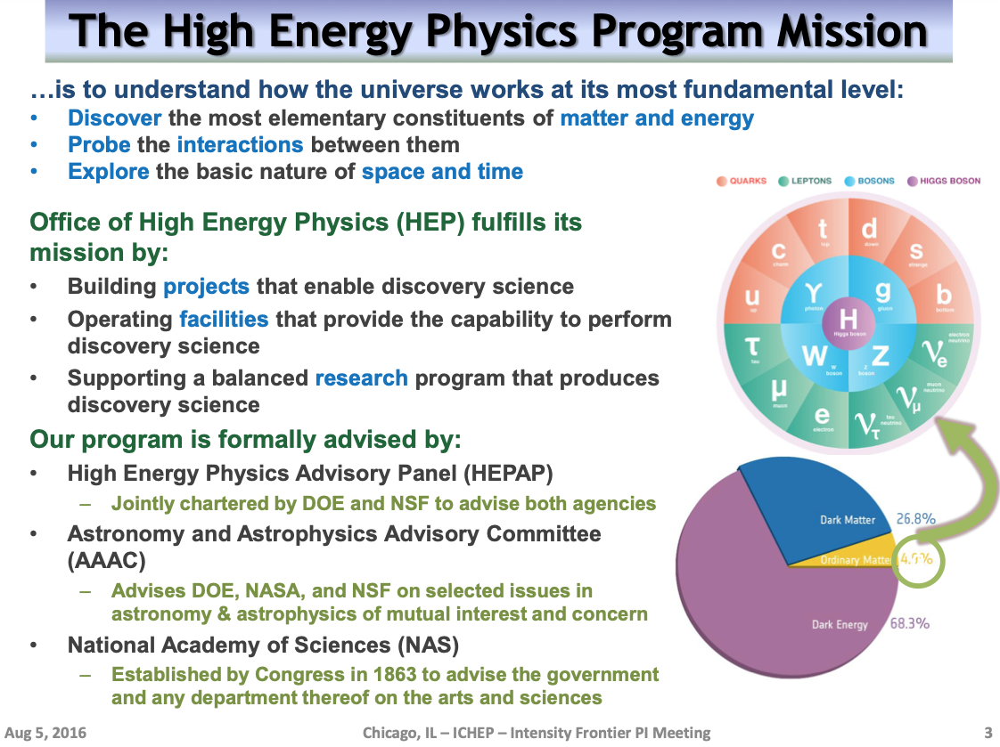 The High Energy Physics Program Mission
…is to understand how the universe works at its most fundamental level:
• Discover the most elementary constituents of matter and energy
• Probe the interactions between them
• Explore the basic nature of space and time
Office of High Energy Physics (HEP) fulfills its
mission by:
• Building projects that enable discovery science
• Operating facilities that provide the capability to perform
discovery science
• Supporting a balanced research program that produces
discovery science
Our program is formally advised by:
• High Energy Physics Advisory Panel (HEPAP)
– Jointly chartered by DOE and NSF to advise both agencies
• Astronomy and Astrophysics Advisory Committee
(AAAC)
– Advises DOE, NASA, and NSF on selected issues in
astronomy & astrophysics of mutual interest and concern
• National Academy of Sciences (NAS)
– Established by Congress in 1863 to advise the government
and any department thereof on the arts and sciences
QUARKS LEPTONS BOSONS HIGGS BOSON
t
top
d
down
c
charm
s
strange
u
up
b
bottom
γ
photon
g
gluon
H
Higgs boson
W
W
boson
Z
Z
boson
τ
tau
νe
electron
neutrino
μ
muon
νμ
muon
neutrino
e
electron
ντ
tau
neutrino
Dark Matter 26.8%
Ordinary Matter 4.9%
Dark Energy 68.3%
Aug 5, 2016
Chicago, IL – ICHEP – Intensity Frontier PI Meeting
3